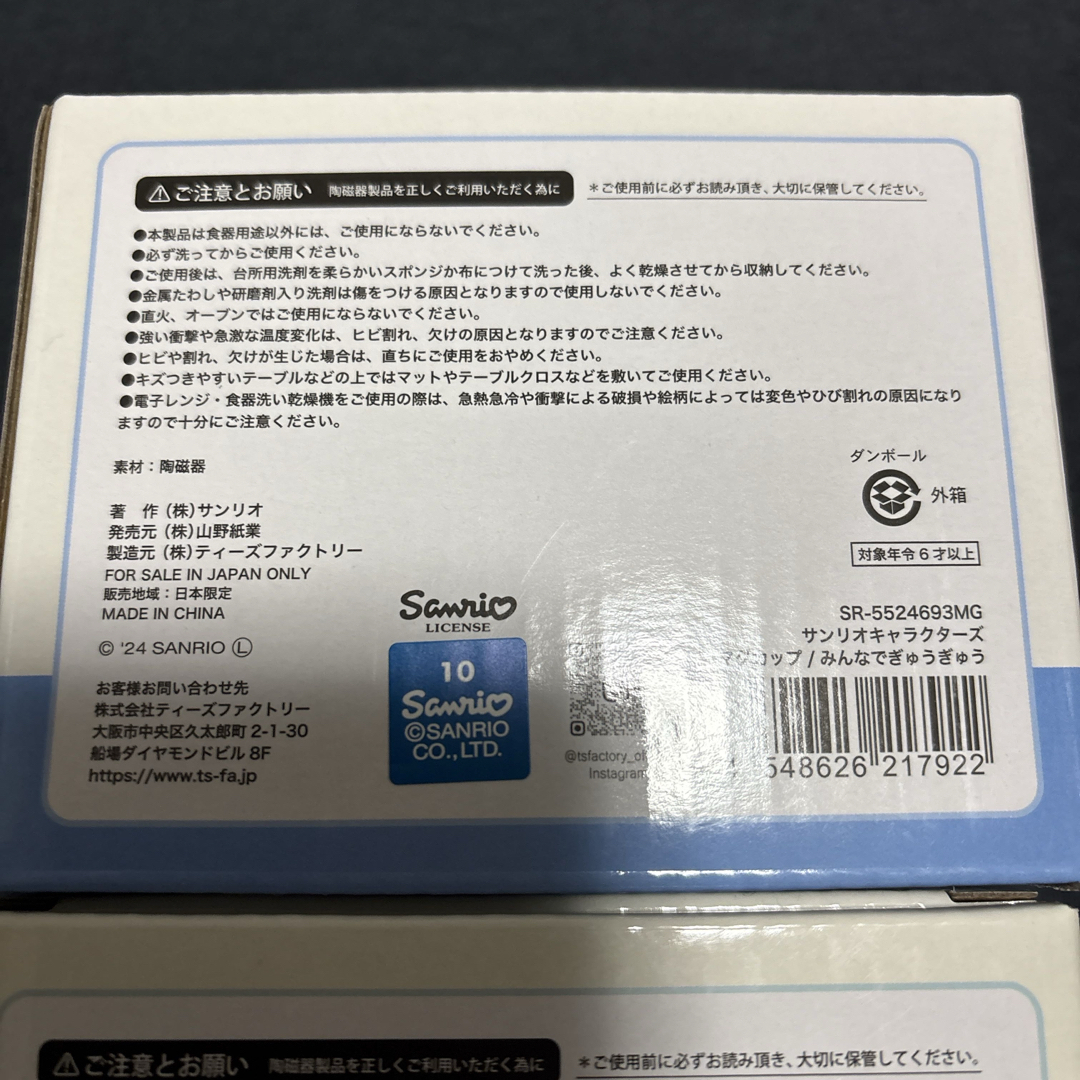 ⚠ご注意とお願い 陶磁器製品を正しくご利用いただく為に
＊ご使用前に必ずお読み頂き、大切に保管してください。
●本製品は食器用途以外には、ご使用にならないでください。
●必ず洗ってからご使用ください。
●ご使用後は、台所用洗剤を柔らかいスポンジか布につけて洗った後、よく乾燥させてから収納してください。
●金属たわしや研磨剤入り洗剤は傷をつける原因となりますので使用しないでください。
●直火、オーブンではご使用にならないでください。
●強い衝撃や急激な温度変化は、ヒビ割れ、欠けの原因となりますのでご注意ください。
●ヒビや割れ、欠けが生じた場合は、直ちにご使用をおやめください。
●キズつきやすいテーブルなどの上ではマットやテーブルクロスなどを敷いてご使用ください。
●電子レンジ・食器洗い乾燥機をご使用の際は、急熱急冷や衝撃による破損や絵柄によっては変色やひび割れの原因になり
ますので十分にご注意ください。
素材：陶磁器
著　作（株）サンリオ
発売元（株）山野紙業
製造元（株）ティーズファクトリー
FOR SALE IN JAPAN ONLY
販売地域：日本限定
MADE IN CHINA
© '24 SANRIO Ⓛ
お客様お問い合わせ先
株式会社ティーズファクトリー
大阪市中央区久太郎町 2-1-30
船場ダイヤモンドビル 8F
https://www.ts-fa.jp
Sanrio
LICENSE
10
Sanrio
©SANRIO
CO.,LTD.
Instagram
ダンボール
外箱
対象年令6才以上
SR-5524693MG
サンリオキャラクターズ
マグカップ / みんなでぎゅうぎゅう
548626 217922
⚠ご注意とお願い 陶磁器製品を正しくご利用いただく為に
＊ご使用前に必ずお読み頂き、大切に保管してください。